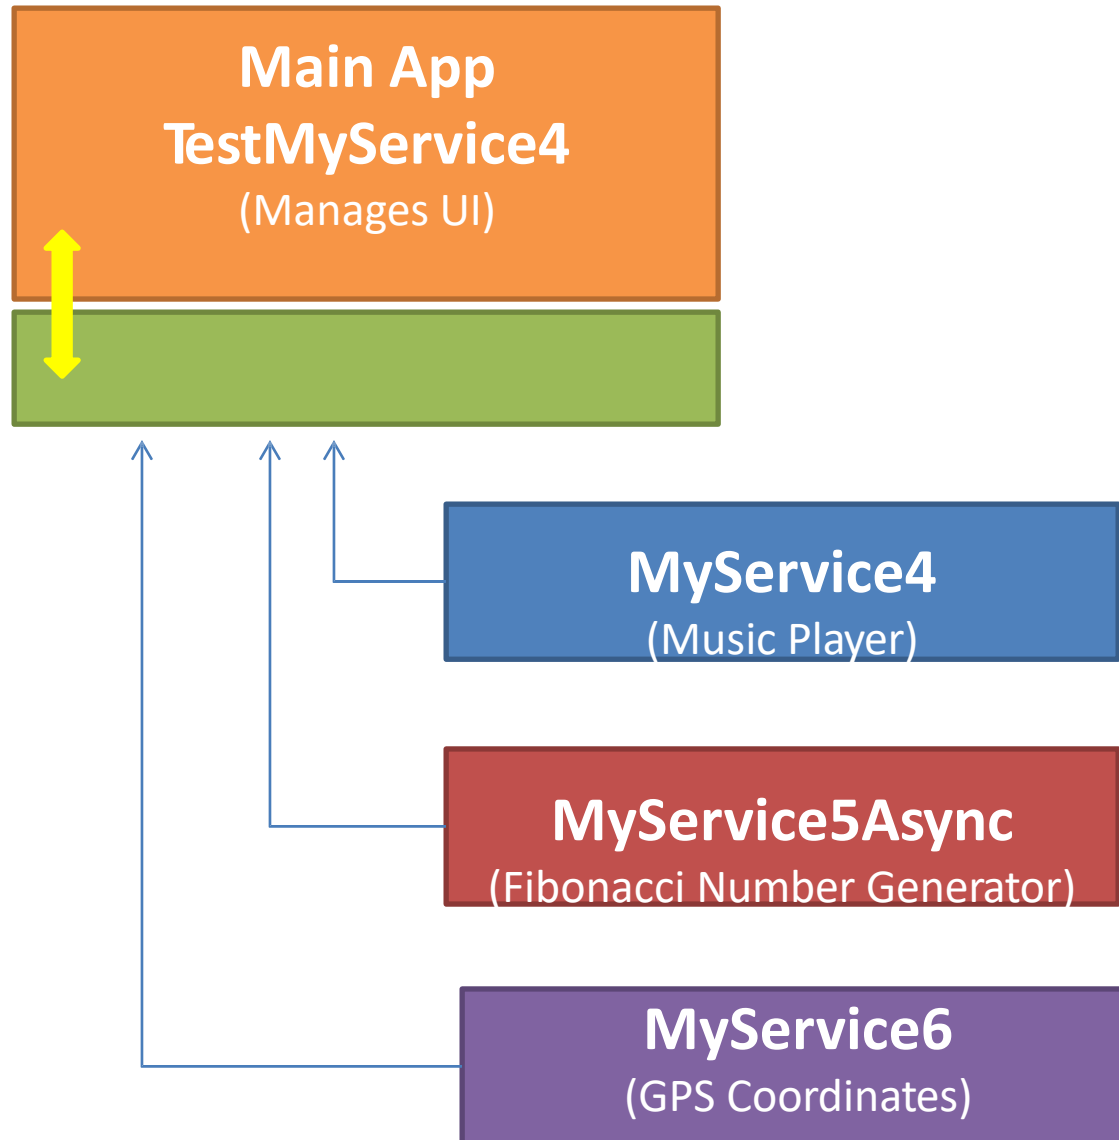 Main App
TestMyService4
(Manages UI)
MyService4
(Music Player)
MyService5Async
(Fibonacci Number Generator)
MyService6
(GPS Coordinates)